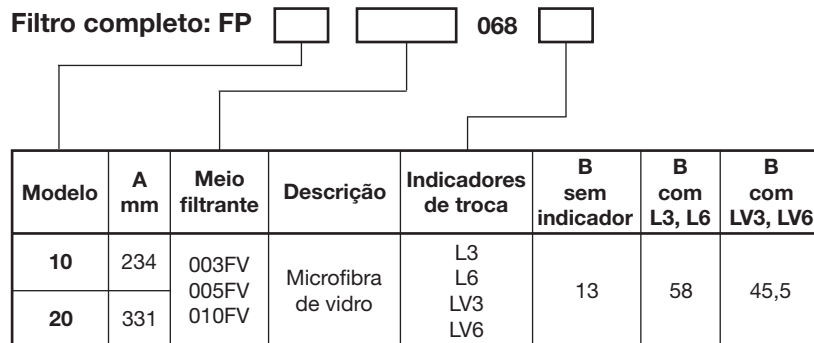 Filtro completo: FP 068
Modelo A mm Meio filtrante Descrição Indicadores de troca B sem indicador B com L3, L6 B com LV3, LV6
10 234 003FV 005FV 010FV Microfibra de vidro L3 L6 LV3 LV6 13 58 45,5
20 331